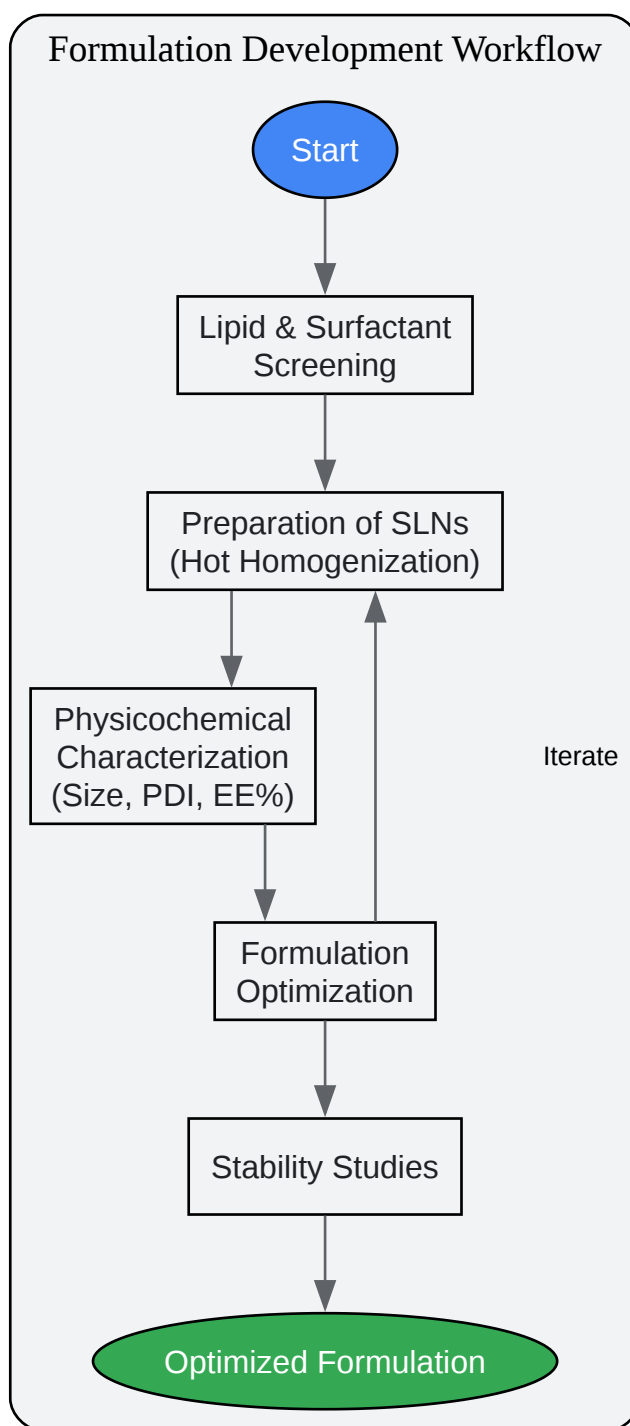 Formulation Development Workflow
Start
Lipid & Surfactant
Screening
Preparation of SLNs
(Hot Homogenization)
Physicochemical
Characterization
(Size, PDI, EE%)
Iterate
Formulation
Optimization
Stability Studies
Optimized Formulation